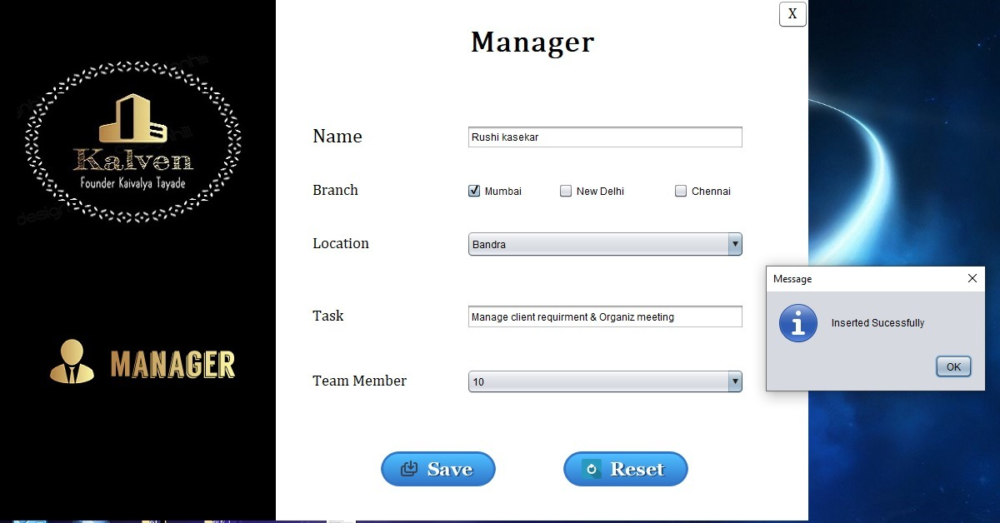 X
Manager
Kalven
Founder Kaivalya Tayade
MANAGER
Name
Rushi kasekar
Branch
Mumbai
New Delhi
Chennai
Location
Bandra
Task
Manage client requirment & Organiz meeting
Team Member
10
Save
Reset
Message
Inserted Sucessfully
OK